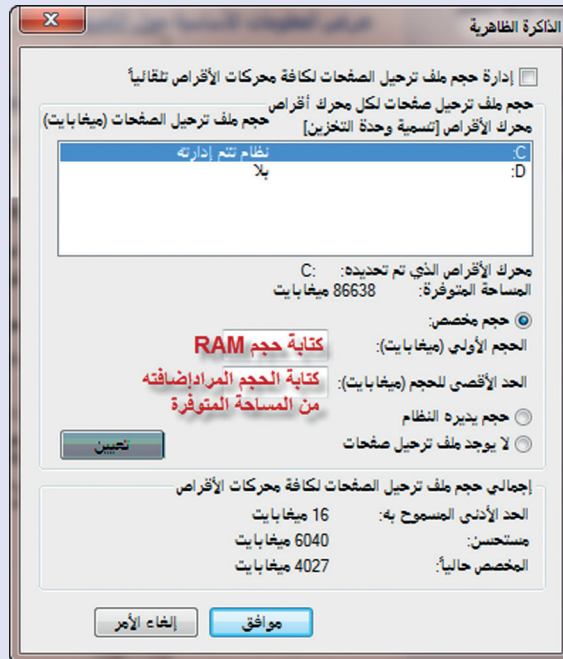 الذاكرة الظاهرية
إدارة حجم ملف ترحيل الصفحات لكافة محركات الأقراص تلقائياً
حجم ملف ترحيل صفحات لكل محرك أقراص
محرك الأقراص [تسمية وحدة التخزين] حجم ملف ترحيل الصفحات (ميغابايت)
C: نظام تتم إدارته
D: بلا
محرك الأقراص الذي تم تحديده: C:
المساحة المتوفرة: 86638 ميغابايت
حجم مخصص:
الحجم الأولي (ميغابايت): كتابة حجم RAM
الحد الأقصى للحجم (ميغابايت): كتابة الحجم المراد إضافته
من المساحة المتوفرة
حجم يديره النظام
لا يوجد ملف ترحيل صفحات
تعيين
إجمالي حجم ملف ترحيل الصفحات لكافة محركات الأقراص
الحد الأدنى المسموح به: 16 ميغابايت
مستحسن: 6040 ميغابايت
المخصص حالياً: 4027 ميغابايت
موافق إلغاء الأمر